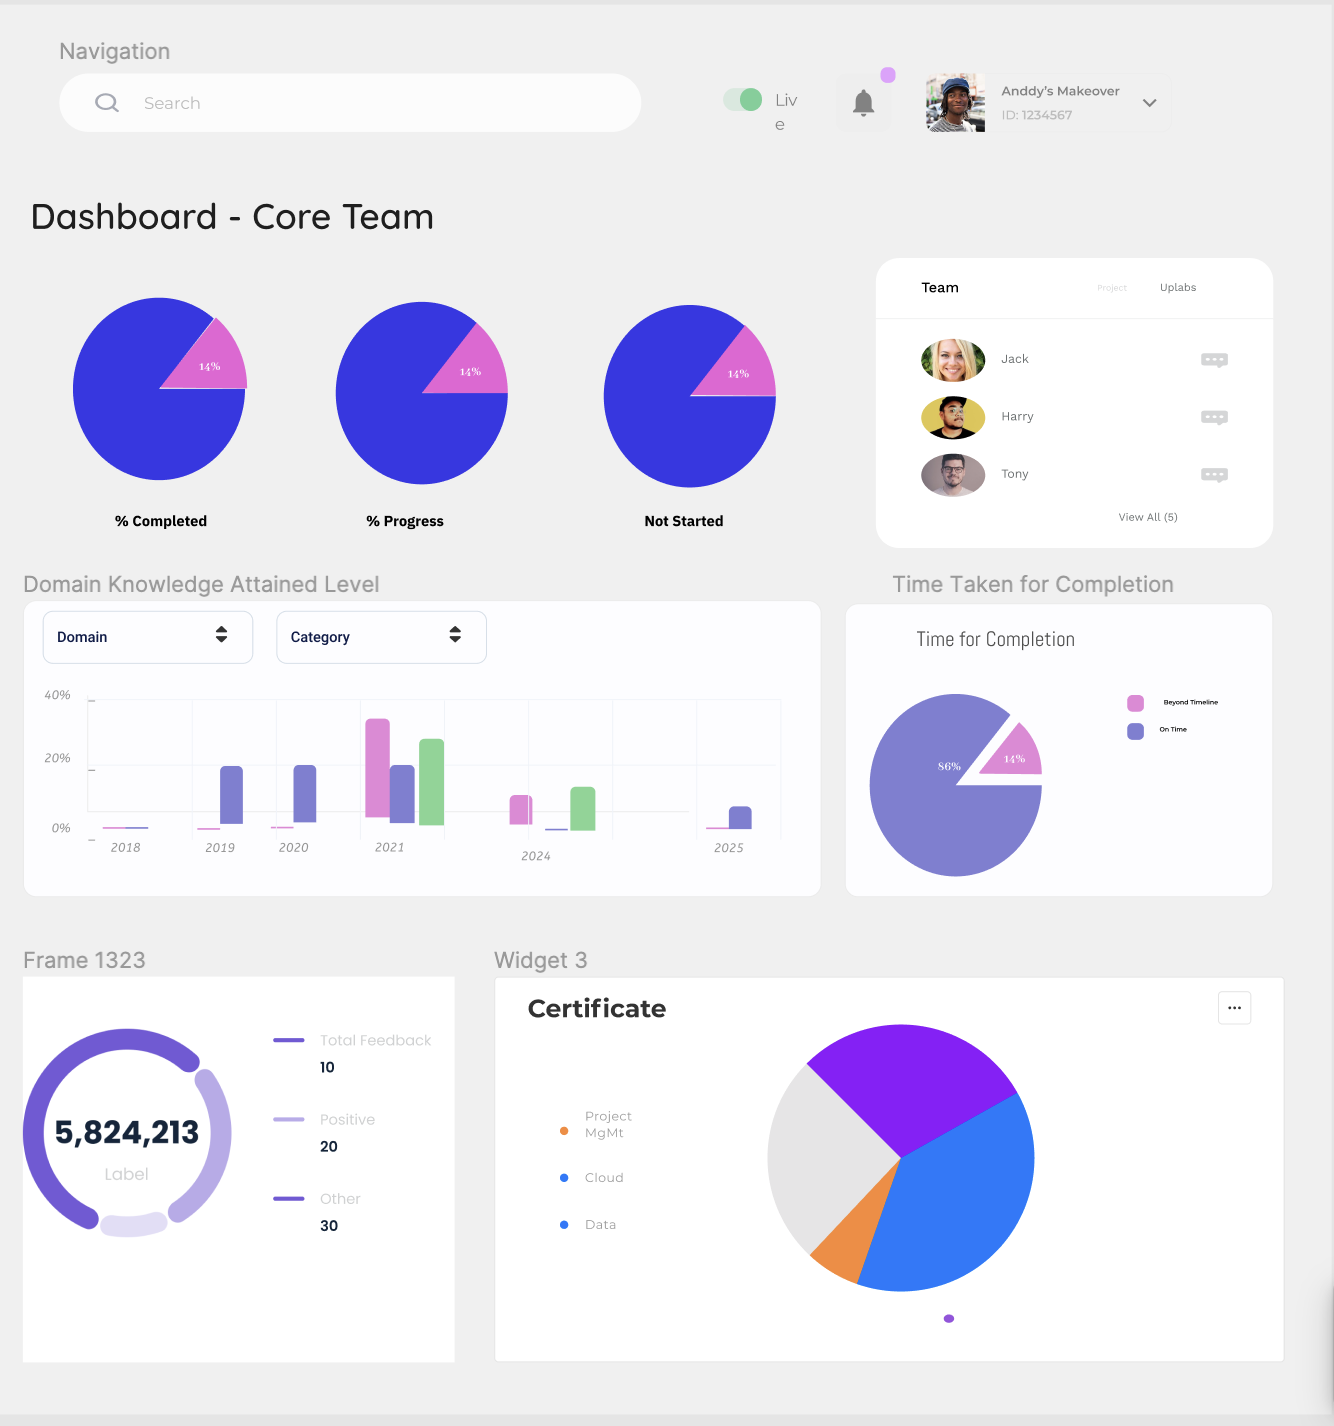 Navigation
Search
Liv
e
Anddy's Makeover
ID: 1234567
Dashboard - Core Team
14%
14%
14%
% Completed
% Progress
Not Started
Team
Project
Uplabs
Jack
Harry
Tony
View All (5)
Domain Knowledge Attained Level
Domain
Category
40%
20%
0%
2018
2019
2020
2021
2024
2025
Time Taken for Completion
Time for Completion
86%
14%
Beyond Timeline
On Time
Frame 1323
5,824,213
Label
Total Feedback
10
Positive
20
Other
30
Widget 3
Certificate
Project
MgMt
Cloud
Data